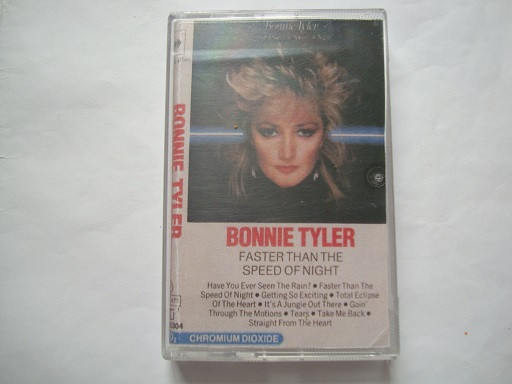 Bonnie Tyler
BONNIE TYLER
BONNIE TYLER
FASTER THAN THE
SPEED OF NIGHT
Have You Ever Seen The Rain? • Faster Than The
Speed Of Night • Getting So Exciting • Total Eclipse
Of The Heart • It's A Jungle Out There • Goin'
Through The Motions • Tears • Take Me Back •
Straight From The Heart
CHROMIUM DIOXIDE